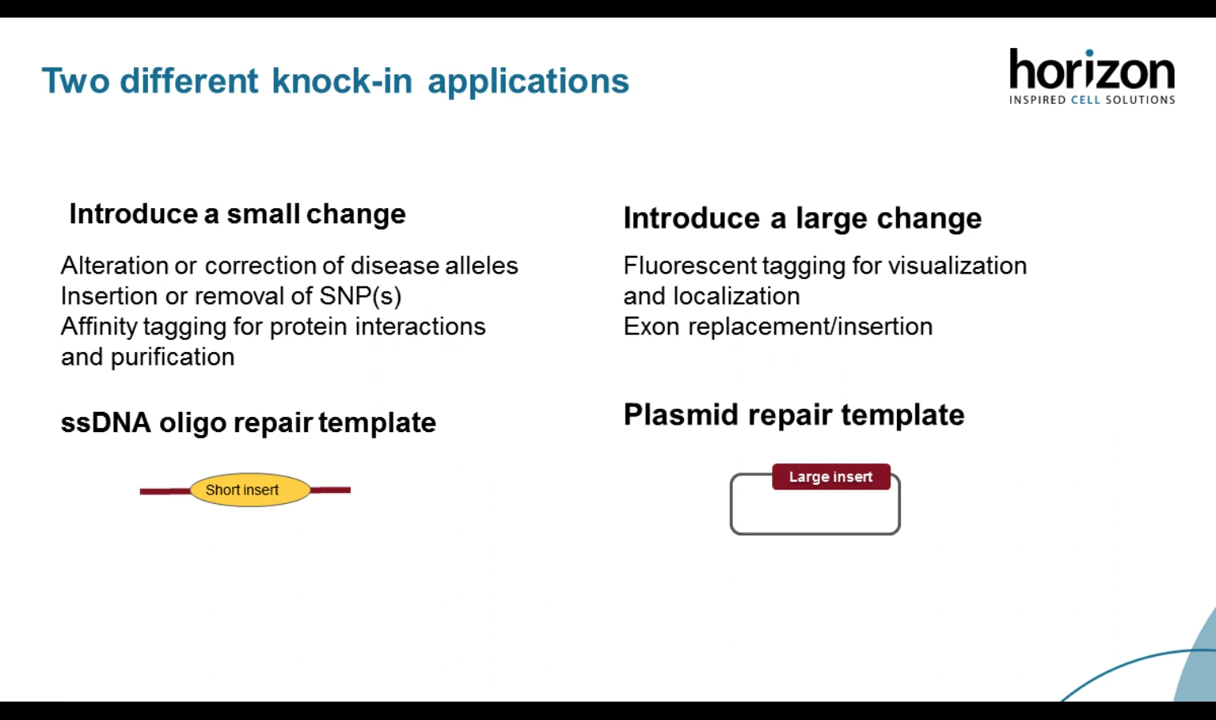 Two different knock-in applications
horizon
INSPIRED CELL SOLUTIONS
Introduce a small change
Alteration or correction of disease alleles
Insertion or removal of SNP(s)
Affinity tagging for protein interactions
and purification
ssDNA oligo repair template
Short insert
Introduce a large change
Fluorescent tagging for visualization
and localization
Exon replacement/insertion
Plasmid repair template
Large insert